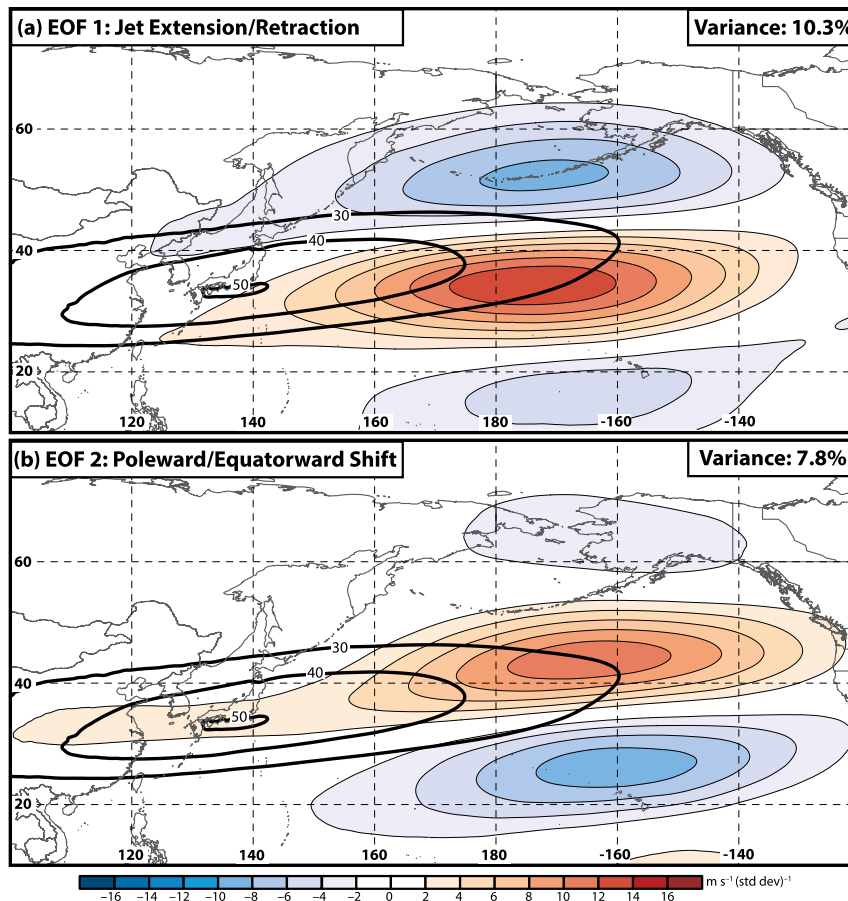 (a) EOF 1: Jet Extension/Retraction
Variance: 10.3%
60
30
40
40
50
20
120 140 160 180 -160 -140
(b) EOF 2: Poleward/Equatorward Shift
Variance: 7.8%
60
30
40
40
50
20
120 140 160 180 -160 -140
−16 −14 −12 −10 −8 −6 −4 −2 0 2 4 6 8 10 12 14 16 m s⁻¹ (std dev)⁻¹